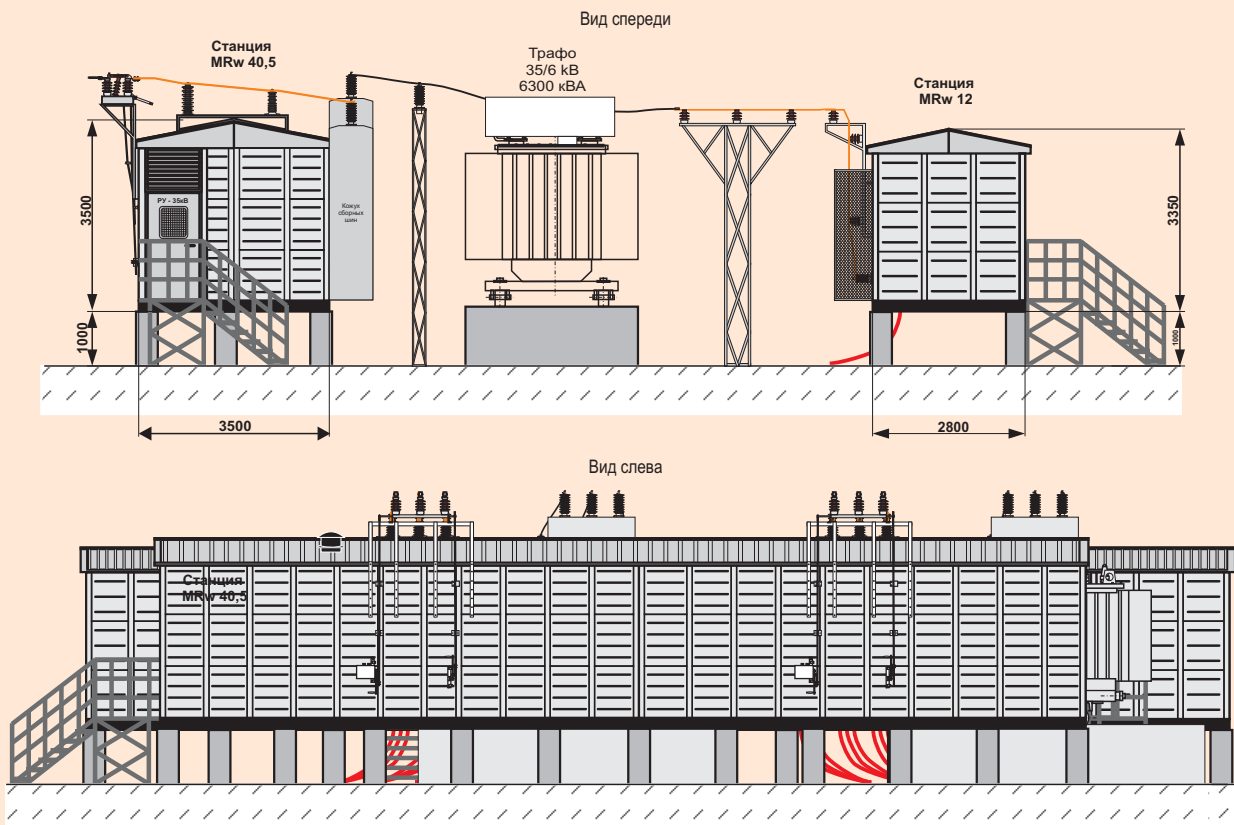 Вид спереди
Станция
MRw 40,5
Трафо
35/6 kB
6300 кВА
Станция
MRw 12
РУ - 35кВ
Кожух
сборных
шин
3500
1000
3350
1000
3500
2800
Вид слева
Станция
MRw 40,5